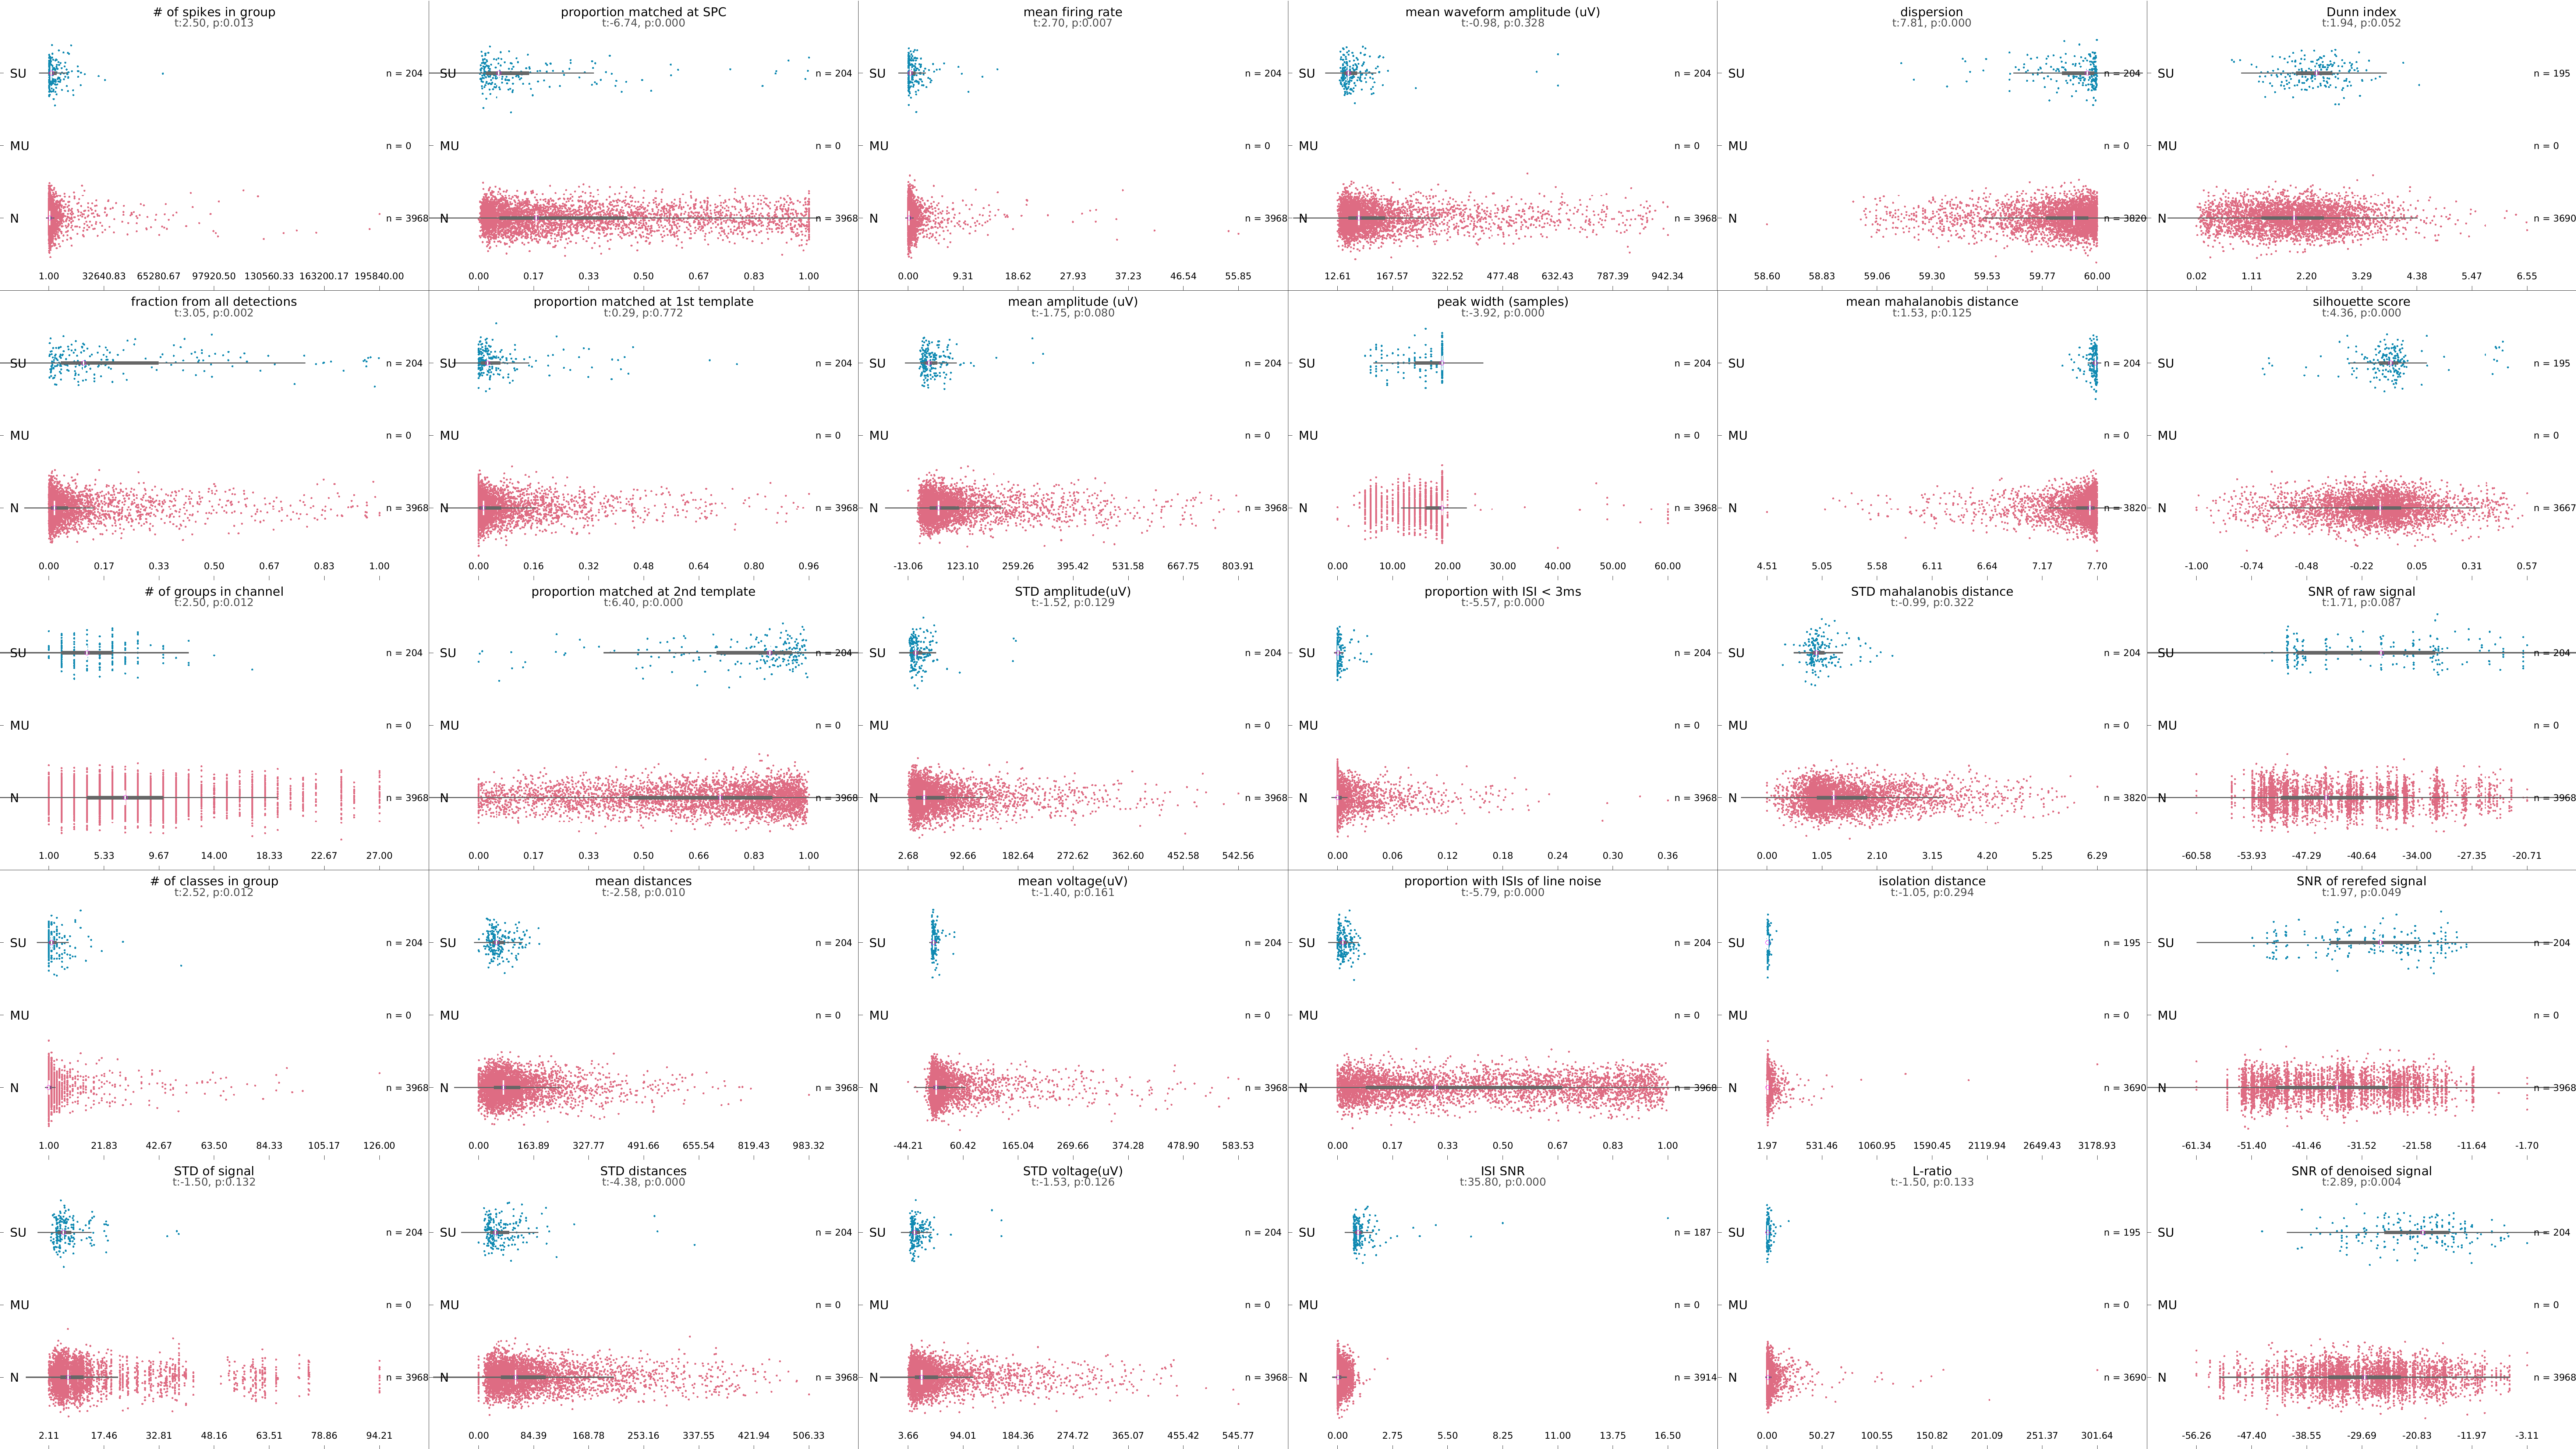 # of spikes in group
t:2.50, p:0.013
SU
n = 204
MU
n = 0
N
n = 3968
1.00 32640.83 65280.67 97920.50 130560.33 163200.17 195840.00
proportion matched at SPC
t:-6.74, p:0.000
SU
n = 204
MU
n = 0
N
n = 3968
0.00 0.17 0.33 0.50 0.67 0.83 1.00
mean firing rate
t:2.70, p:0.007
SU
n = 204
MU
n = 0
N
n = 3968
0.00 9.31 18.62 27.93 37.23 46.54 55.85
mean waveform amplitude (uV)
t:-0.98, p:0.328
SU
n = 204
MU
n = 0
N
n = 3968
12.61 167.57 322.52 477.48 632.43 787.39 942.34
dispersion
t:7.81, p:0.000
SU
n = 204
MU
n = 0
N
n = 3820
58.60 58.83 59.06 59.30 59.53 59.77 60.00
Dunn index
t:1.94, p:0.052
SU
n = 195
MU
n = 0
N
n = 3690
0.02 1.11 2.20 3.29 4.38 5.47 6.55
fraction from all detections
t:3.05, p:0.002
SU
n = 204
MU
n = 0
N
n = 3968
0.00 0.17 0.33 0.50 0.67 0.83 1.00
proportion matched at 1st template
t:0.29, p:0.772
SU
n = 204
MU
n = 0
N
n = 3968
0.00 0.16 0.32 0.48 0.64 0.80 0.96
mean amplitude (uV)
t:-1.75, p:0.080
SU
n = 204
MU
n = 0
N
n = 3968
-13.06 123.10 259.26 395.42 531.58 667.75 803.91
peak width (samples)
t:-3.92, p:0.000
SU
n = 204
MU
n = 0
N
n = 3968
0.00 10.00 20.00 30.00 40.00 50.00 60.00
mean mahalanobis distance
t:1.53, p:0.125
SU
n = 204
MU
n = 0
N
n = 3820
4.51 5.05 5.58 6.11 6.64 7.17 7.70
silhouette score
t:4.36, p:0.000
SU
n = 195
MU
n = 0
N
n = 3667
-1.00 -0.74 -0.48 -0.22 0.05 0.31 0.57
# of groups in channel
t:2.50, p:0.012
SU
n = 204
MU
n = 0
N
n = 3968
1.00 5.33 9.67 14.00 18.33 22.67 27.00
proportion matched at 2nd template
t:6.40, p:0.000
SU
n = 204
MU
n = 0
N
n = 3968
0.00 0.17 0.33 0.50 0.66 0.83 1.00
STD amplitude(uV)
t:-1.52, p:0.129
SU
n = 204
MU
n = 0
N
n = 3968
2.68 92.66 182.64 272.62 362.60 452.58 542.56
proportion with ISI < 3ms
t:-5.57, p:0.000
SU
n = 204
MU
n = 0
N
n = 3968
0.00 0.06 0.12 0.18 0.24 0.30 0.36
STD mahalanobis distance
t:-0.99, p:0.322
SU
n = 204
MU
n = 0
N
n = 3820
0.00 1.05 2.10 3.15 4.20 5.25 6.29
SNR of raw signal
t:1.71, p:0.087
SU
n = 204
MU
n = 0
N
n = 3968
-60.58 -53.93 -47.29 -40.64 -34.00 -27.35 -20.71
# of classes in group
t:2.52, p:0.012
SU
n = 204
MU
n = 0
N
n = 3968
1.00 21.83 42.67 63.50 84.33 105.17 126.00
mean distances
t:-2.58, p:0.010
SU
n = 204
MU
n = 0
N
n = 3968
0.00 163.89 327.77 491.66 655.54 819.43 983.32
mean voltage(uV)
t:-1.40, p:0.161
SU
n = 204
MU
n = 0
N
n = 3968
-44.21 60.42 165.04 269.66 374.28 478.90 583.53
proportion with ISIs of line noise
t:-5.79, p:0.000
SU
n = 204
MU
n = 0
N
n = 3968
0.00 0.17 0.33 0.50 0.67 0.83 1.00
isolation distance
t:-1.05, p:0.294
SU
n = 195
MU
n = 0
N
n = 3690
1.97 531.46 1060.95 1590.45 2119.94 2649.43 3178.93
SNR of rerefed signal
t:1.97, p:0.049
SU
n = 204
MU
n = 0
N
n = 3968
-61.34 -51.40 -41.46 -31.52 -21.58 -11.64 -1.70
STD of signal
t:-1.50, p:0.132
SU
n = 204
MU
n = 0
N
n = 3968
2.11 17.46 32.81 48.16 63.51 78.86 94.21
STD distances
t:-4.38, p:0.000
SU
n = 204
MU
n = 0
N
n = 3968
0.00 84.39 168.78 253.16 337.55 421.94 506.33
STD voltage(uV)
t:-1.53, p:0.126
SU
n = 204
MU
n = 0
N
n = 3968
3.66 94.01 184.36 274.72 365.07 455.42 545.77
ISI SNR
t:35.80, p:0.000
SU
n = 187
MU
n = 0
N
n = 3914
0.00 2.75 5.50 8.25 11.00 13.75 16.50
L-ratio
t:-1.50, p:0.133
SU
n = 195
MU
n = 0
N
n = 3690
0.00 50.27 100.55 150.82 201.09 251.37 301.64
SNR of denoised signal
t:2.89, p:0.004
SU
n = 204
MU
n = 0
N
n = 3968
-56.26 -47.40 -38.55 -29.69 -20.83 -11.97 -3.11